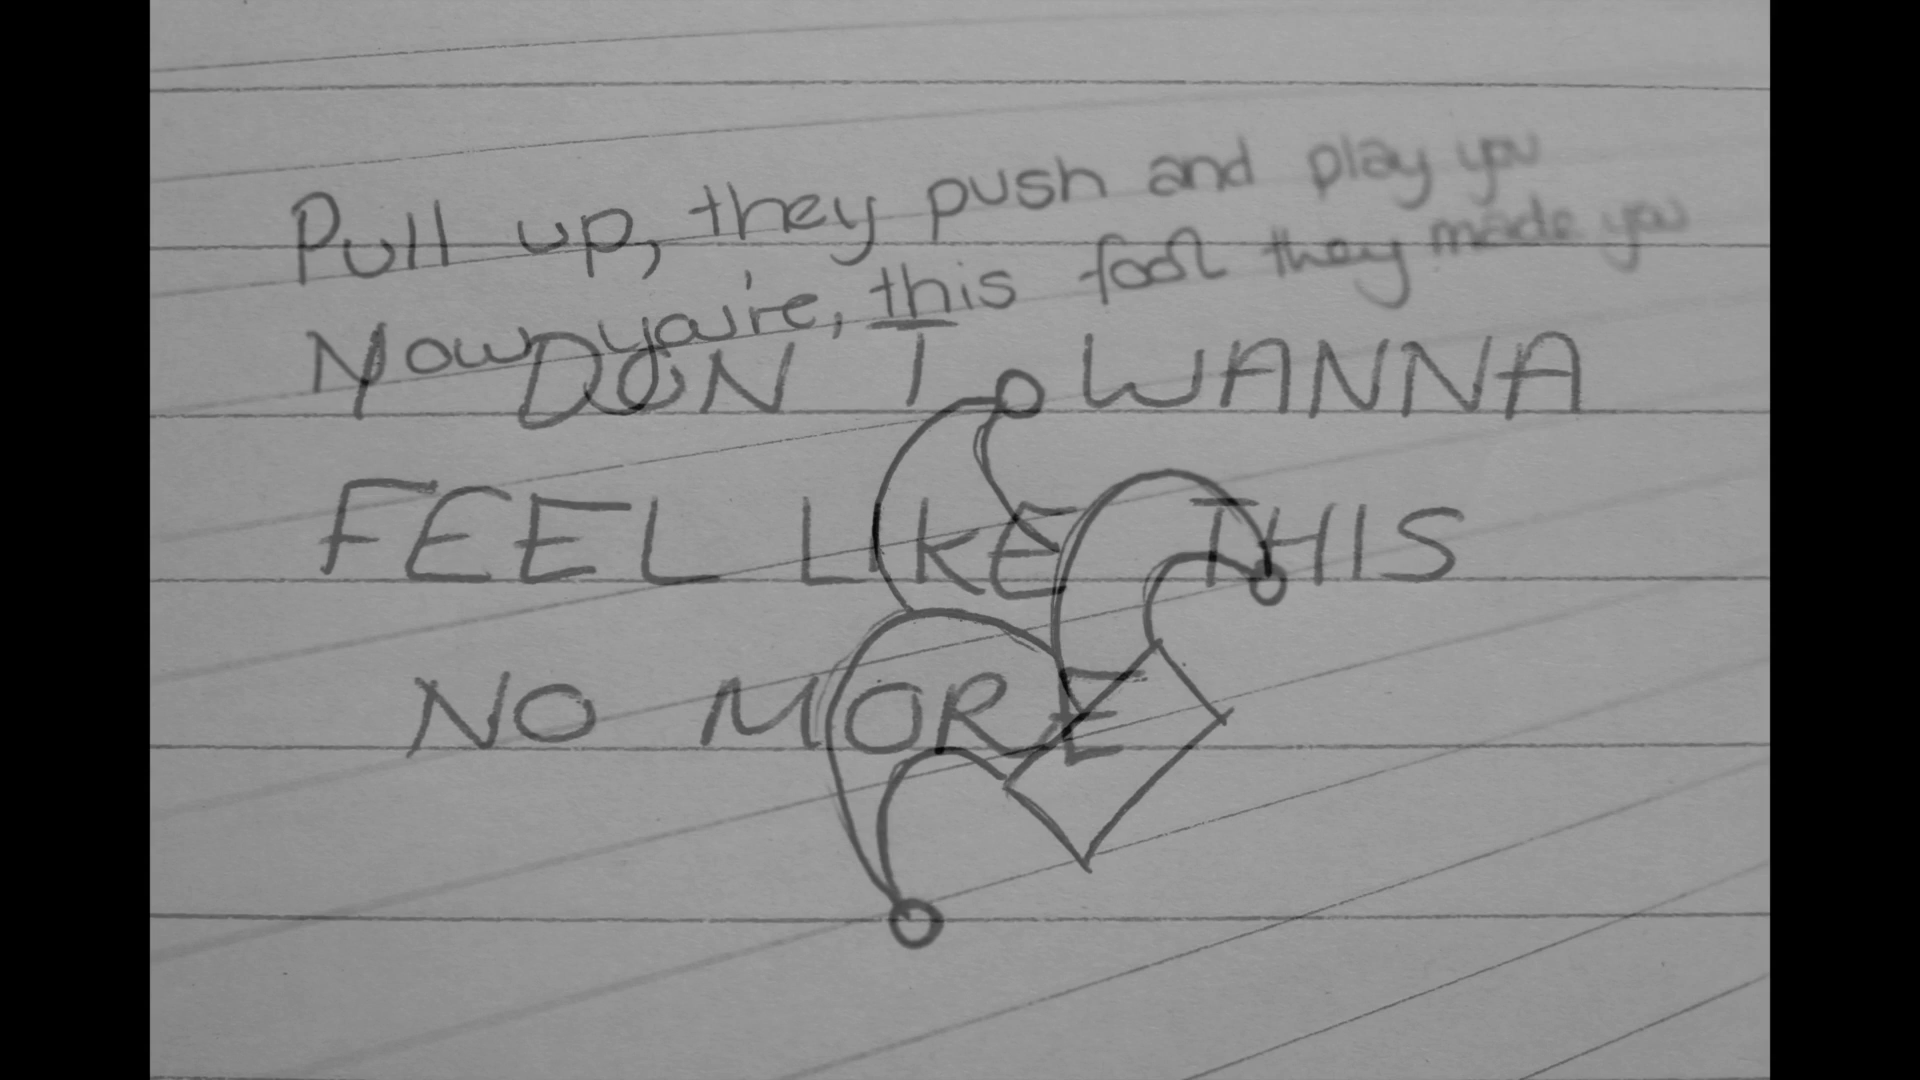 Pull up, they push and play you
Now you're, this fool they made you
DON'T WANNA
FEEL LIKE THIS
NO MORE